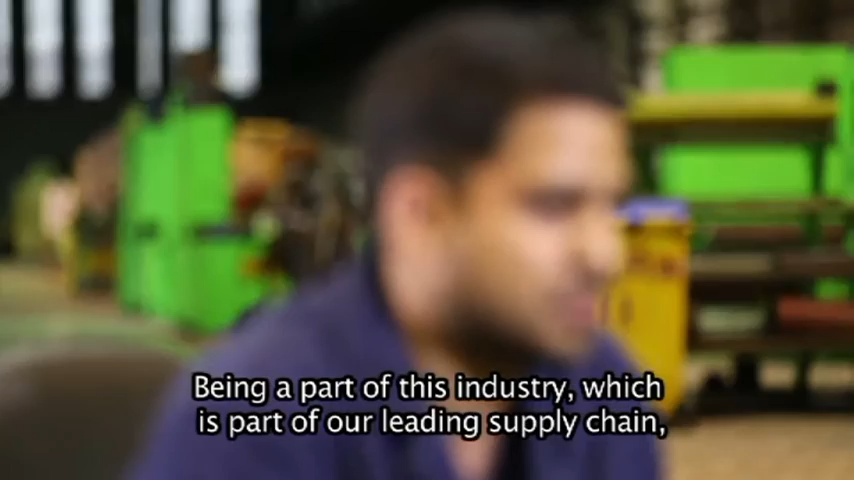 Being a part of this industry, which
is part of our leading supply chain,